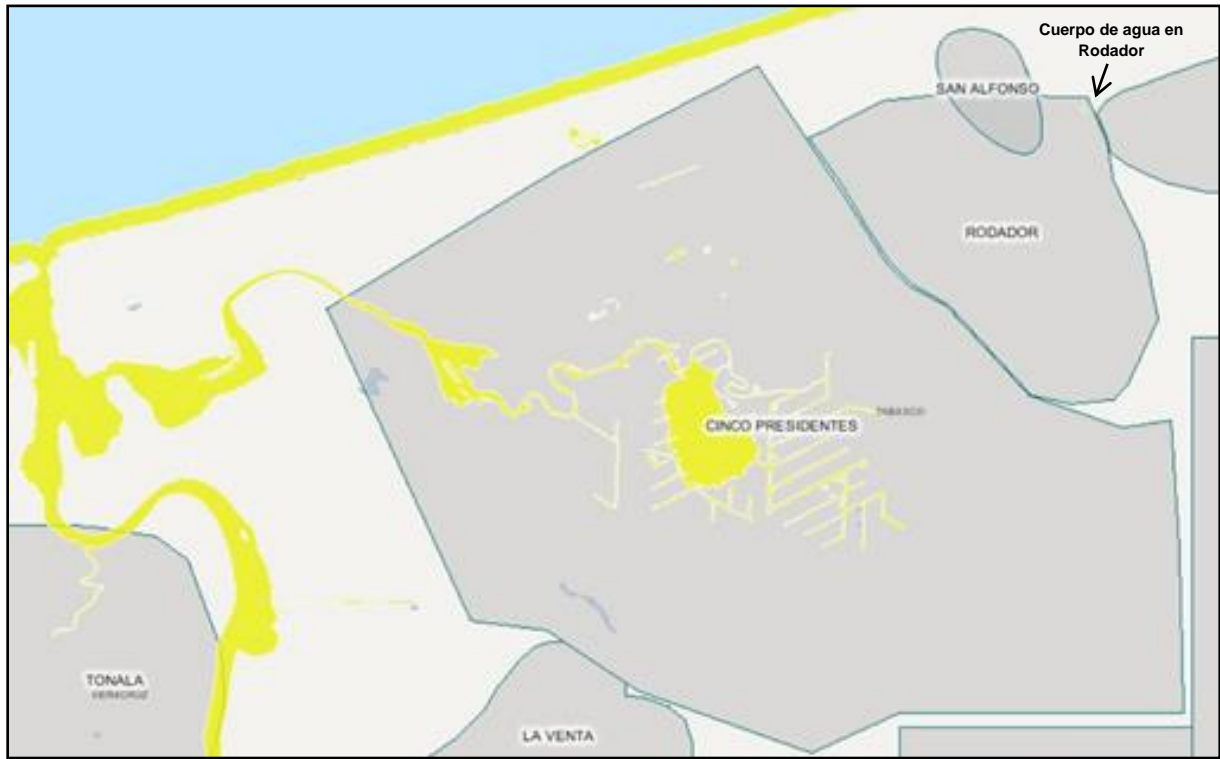 Cuerpo de agua en
Rodador
SAN ALFONSO
RODADOR
TABASCO
CINCO PRESIDENTES
TONALA
VERACRUZ
LA VENTA